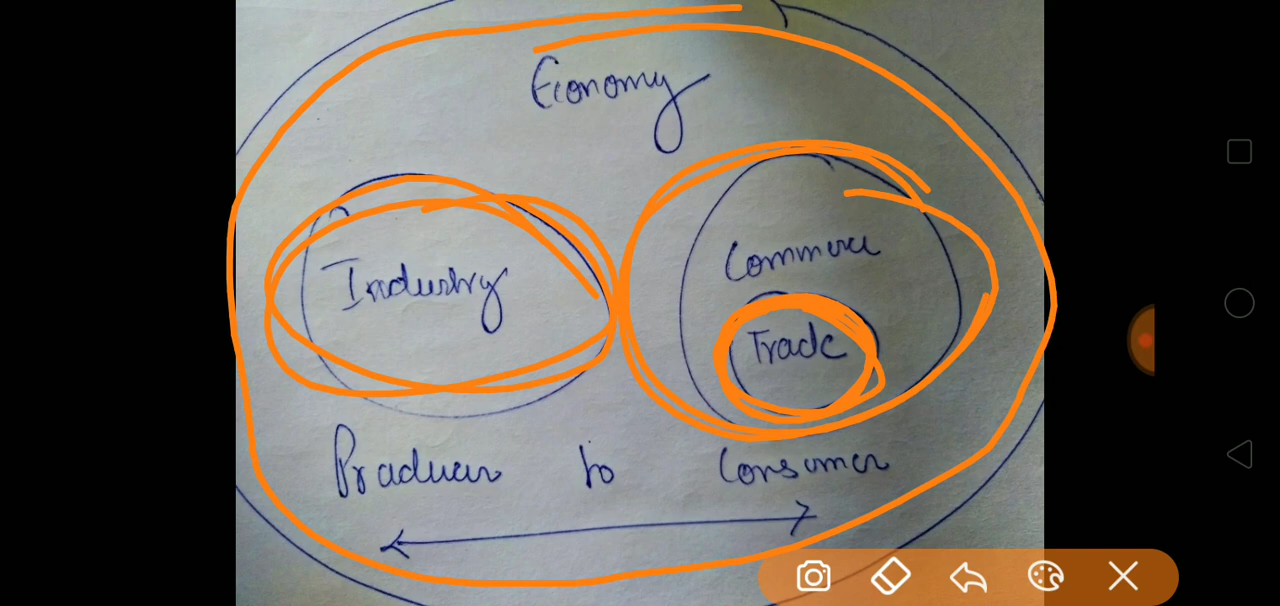 Economy
Industry
Commerce
Trade
Producer to Consumer